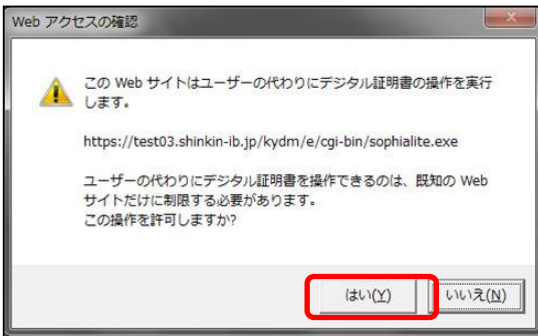 Web アクセスの確認
この Web サイトはユーザーの代わりにデジタル証明書の操作を実行
します。
https://test03.shinkin-ib.jp/kydm/e/cgi-bin/sophialite.exe
ユーザーの代わりにデジタル証明書を操作できるのは、既知の Web
サイトだけに制限する必要があります。
この操作を許可しますか?
はい(Y) いいえ(N)